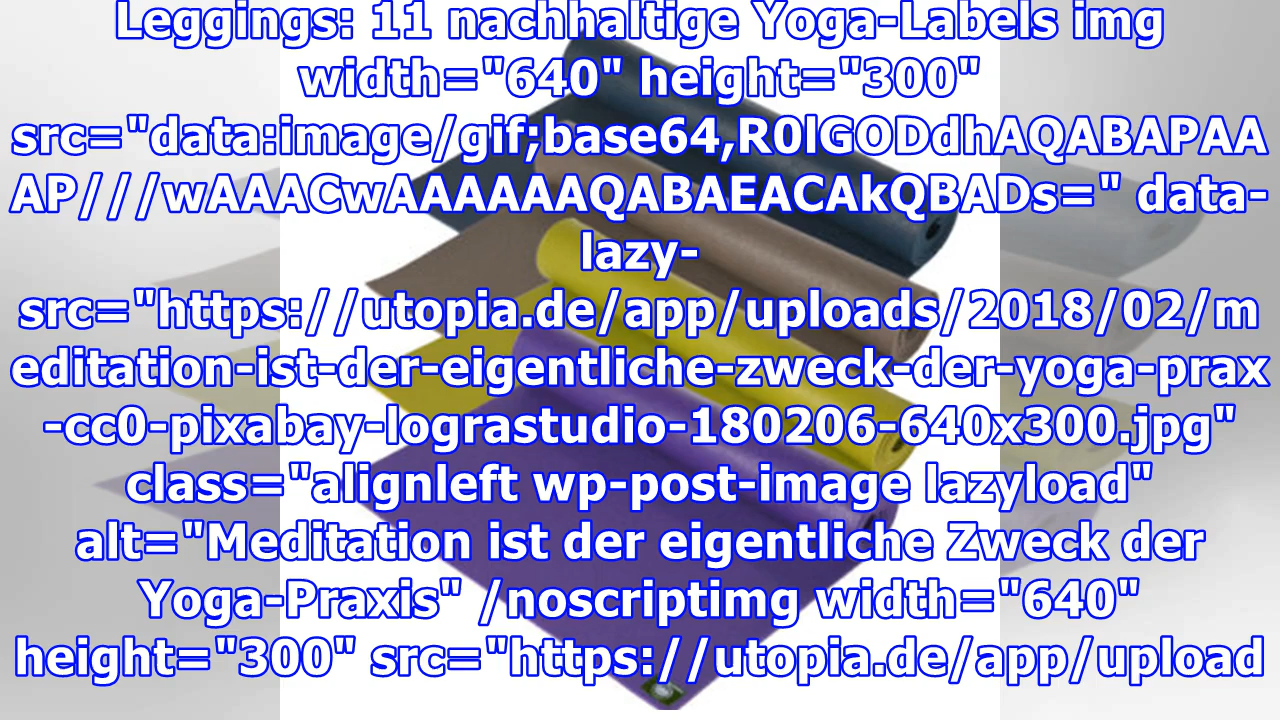 Leggings: 11 nachhaltige Yoga-Labels img
width="640" height="300"
src="data:image/gif;base64,R0lGODdhAQABAPAA
AP///wAAACwAAAAAAQABAEACAkQBADs=" data-
lazy-
src="https://utopia.de/app/uploads/2018/02/m
editation-ist-der-eigentliche-zweck-der-yoga-prax
-cc0-pixabay-lograstudio-180206-640x300.jpg"
class="alignleft wp-post-image lazyload"
alt="Meditation ist der eigentliche Zweck der
Yoga-Praxis" /noscriptimg width="640"
height="300" src="https://utopia.de/app/upload